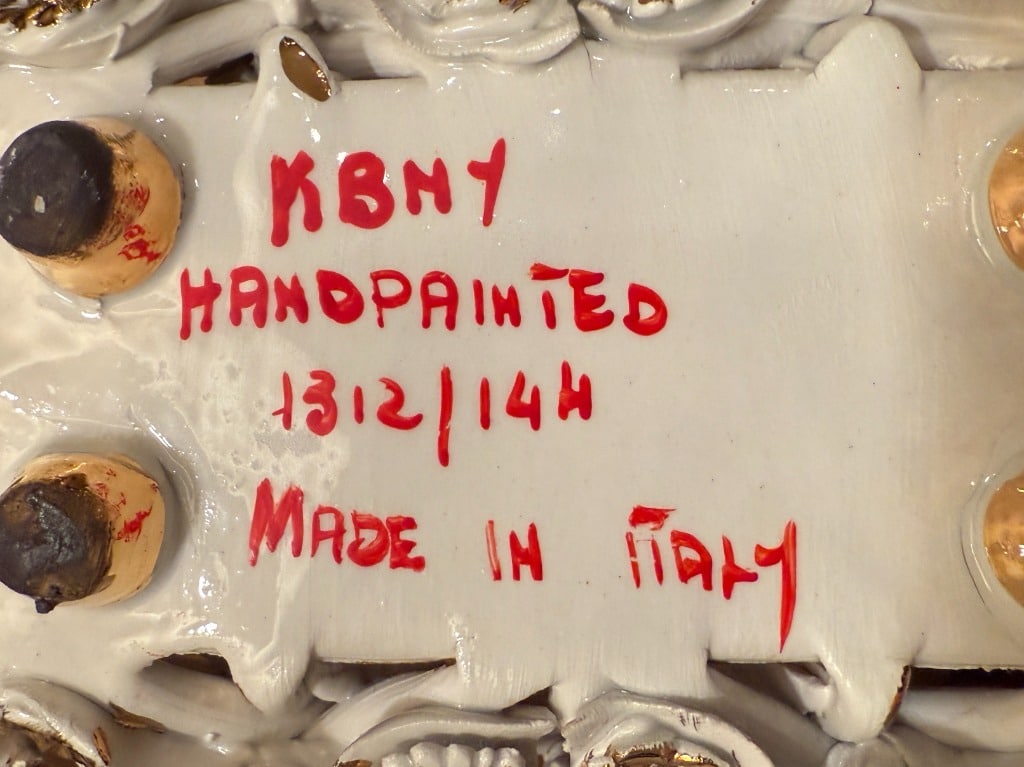 KBNY
HANDPAINTED
1312/14H
MADE IN ITALY